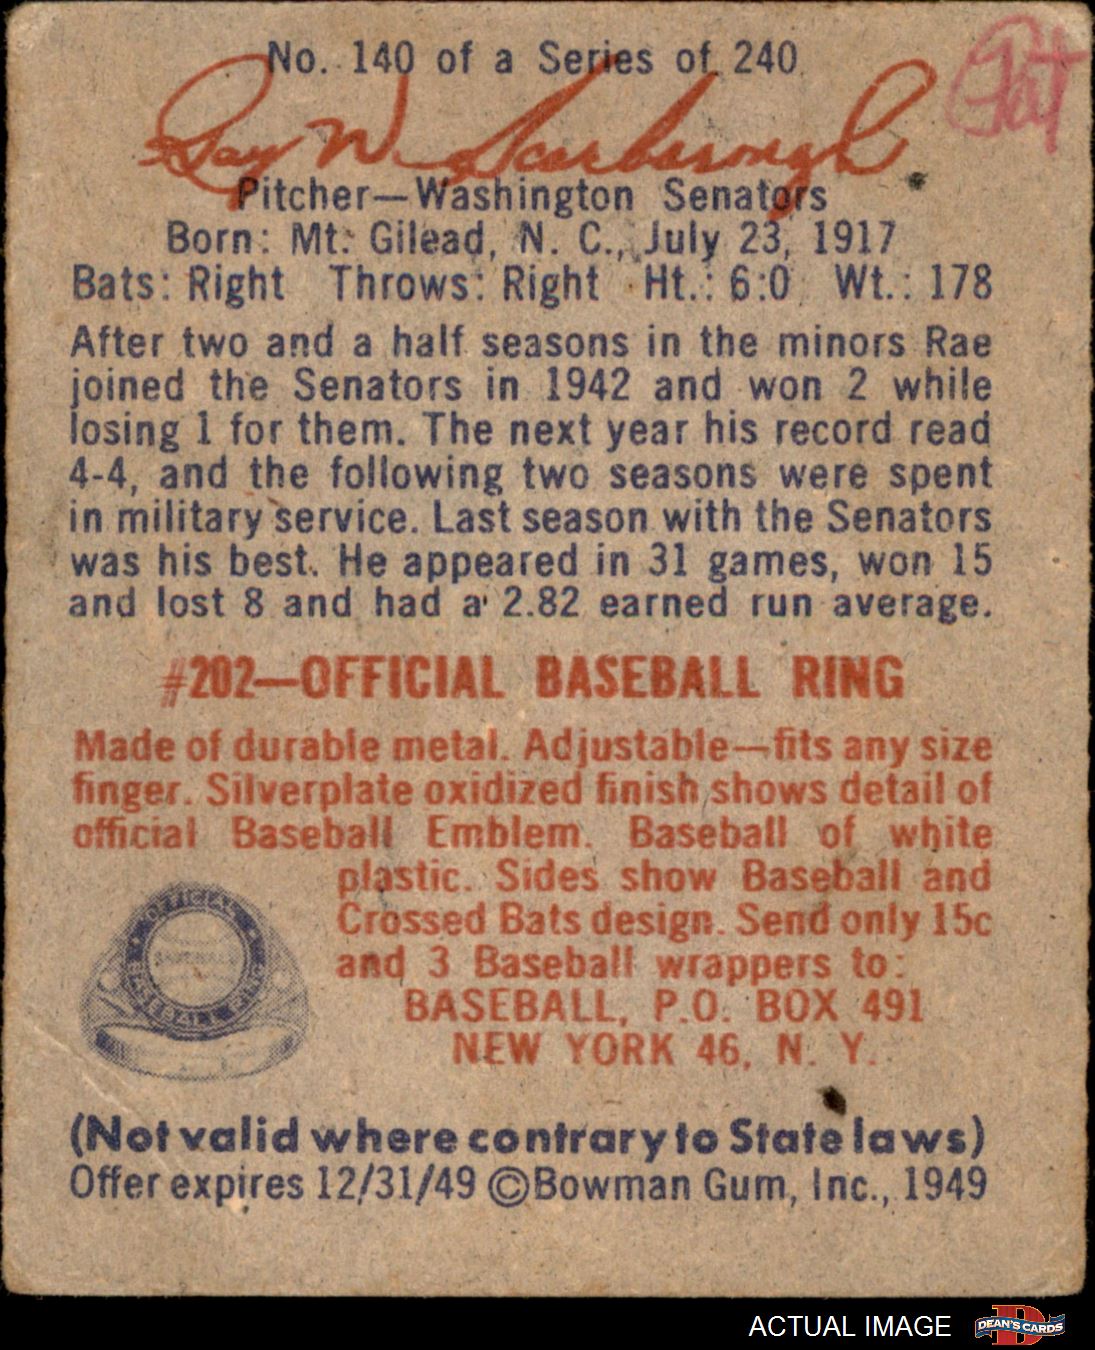 No. 140 of a Series of 240
Ray W. Scarborough
Pitcher—Washington Senators
Born: Mt. Gilead, N. C., July 23, 1917
Bats: Right Throws: Right Ht.: 6:0 Wt.: 178
After two and a half seasons in the minors Rae
joined the Senators in 1942 and won 2 while
losing 1 for them. The next year his record read
4-4, and the following two seasons were spent
in military service. Last season with the Senators
was his best. He appeared in 31 games, won 15
and lost 8 and had a 2.82 earned run average.
#202—OFFICIAL BASEBALL RING
Made of durable metal. Adjustable—fits any size
finger. Silverplate oxidized finish shows detail of
official Baseball Emblem. Baseball of white
plastic. Sides show Baseball and
Crossed Bats design. Send only 15c
and 3 Baseball wrappers to:
BASEBALL, P.O. BOX 491
NEW YORK 46, N. Y.
OFFICIAL
BASEBALL RING
(Not valid where contrary to State laws)
Offer expires 12/31/49 ©Bowman Gum, Inc., 1949
ACTUAL IMAGE
DEAN'S CARDS